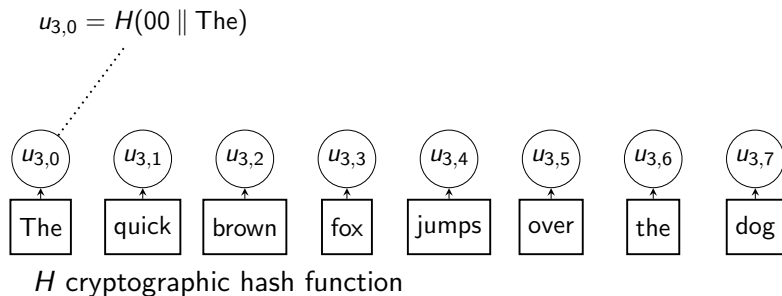 u3,0 = H(00 ∥ The)
u3,0 u3,1 u3,2 u3,3 u3,4 u3,5 u3,6 u3,7
The quick brown fox jumps over the dog
H cryptographic hash function